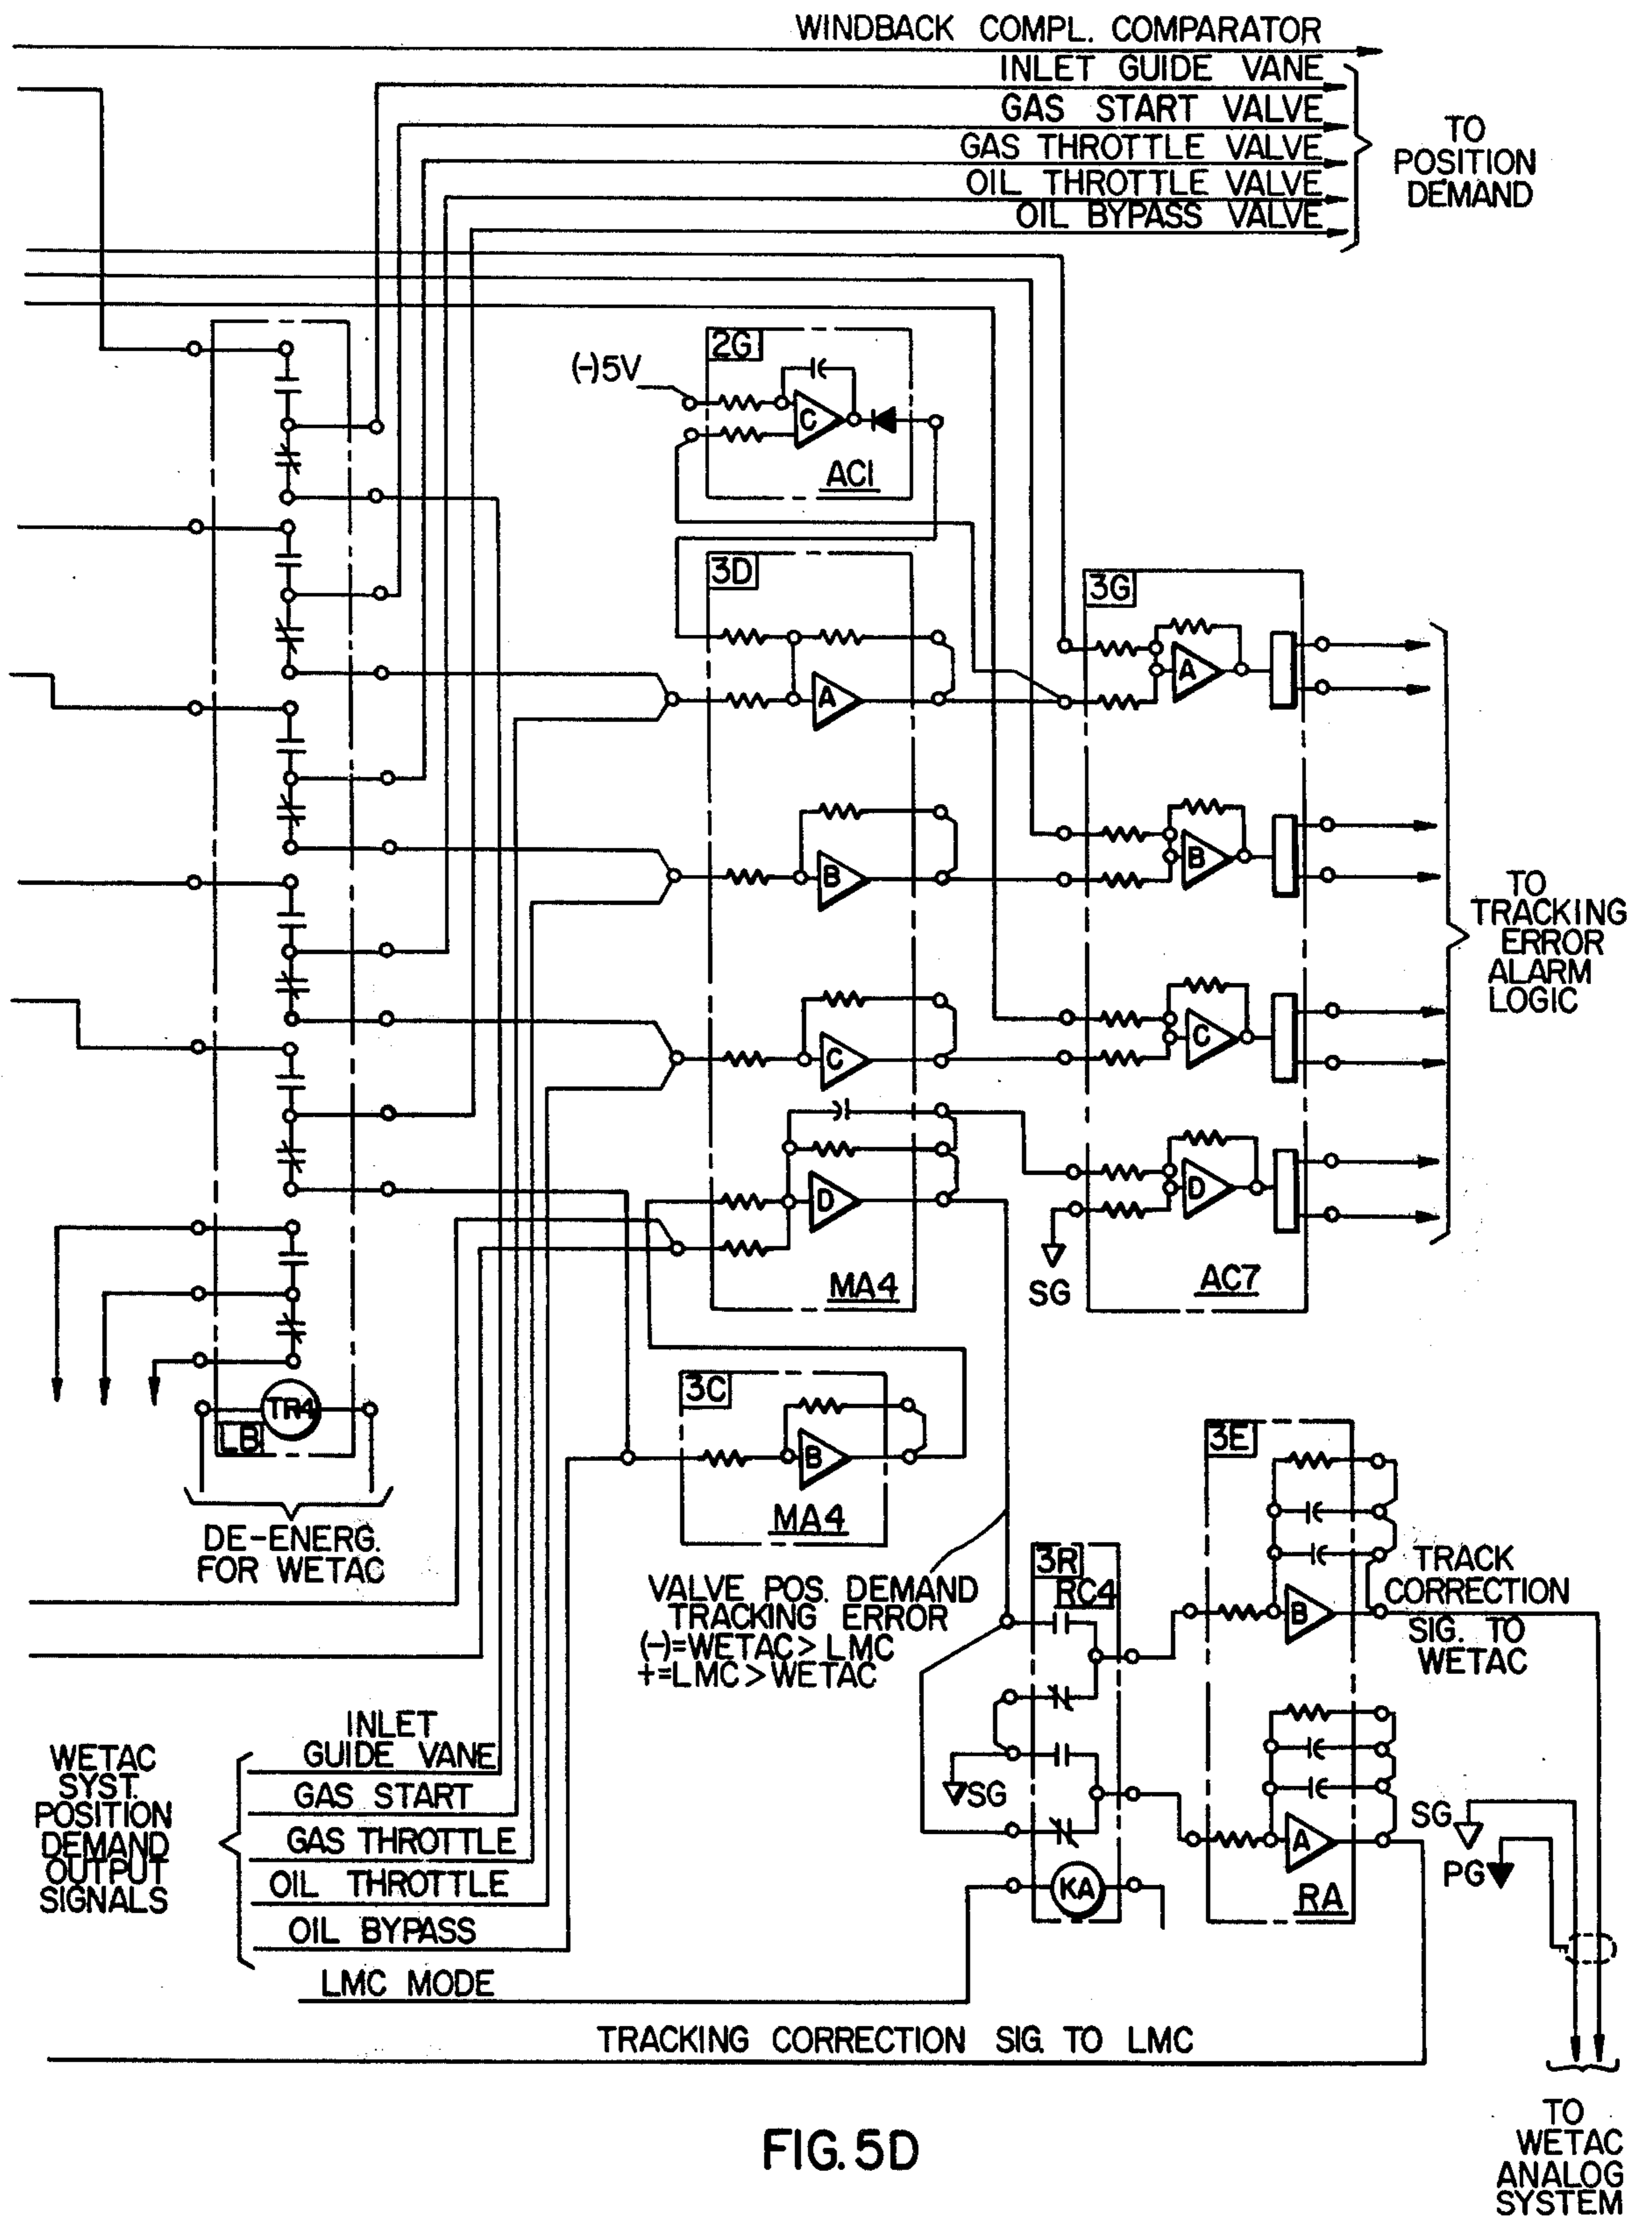 WINDBACK COMPL. COMPARATOR
INLET GUIDE VANE
GAS START VALVE
GAS THROTTLE VALVE
OIL THROTTLE VALVE
OIL BYPASS VALVE
TO
POSITION
DEMAND
2G
(-)5V
C
AC1
3D
3G
A
A
B
B
TO
TRACKING
ERROR
ALARM
LOGIC
C
C
D
D
MA4
SG
AC7
TR4
LB
3C
B
MA4
3E
DE-ENERG.
FOR WETAC
3R
RC4
VALVE POS. DEMAND
TRACKING ERROR
(-)=WETAC>LMC
+=LMC>WETAC
B
TRACK
CORRECTION
SIG. TO
WETAC
WETAC
SYST.
POSITION
DEMAND
OUTPUT
SIGNALS
INLET
GUIDE VANE
GAS START
GAS THROTTLE
OIL THROTTLE
OIL BYPASS
LMC MODE
SG
KA
A
RA
SG
PG
TRACKING CORRECTION SIG. TO LMC
TO
WETAC
ANALOG
SYSTEM
FIG. 5D